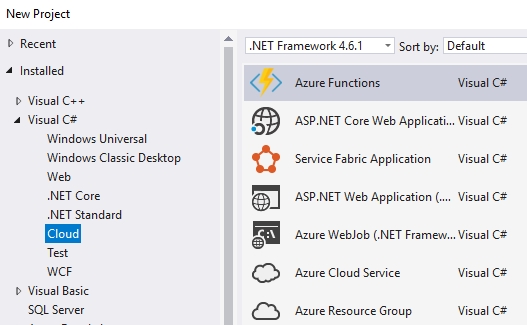 New Project
Recent
Installed
Visual C++
Visual C#
Windows Universal
Windows Classic Desktop
Web
.NET Core
.NET Standard
Cloud
Test
WCF
Visual Basic
SQL Server
.NET Framework 4.6.1 Sort by: Default
Azure Functions Visual C#
ASP.NET Core Web Applicati... Visual C#
Service Fabric Application Visual C#
ASP.NET Web Application (.... Visual C#
Azure WebJob (.NET Framew... Visual C#
Azure Cloud Service Visual C#
Azure Resource Group Visual C#